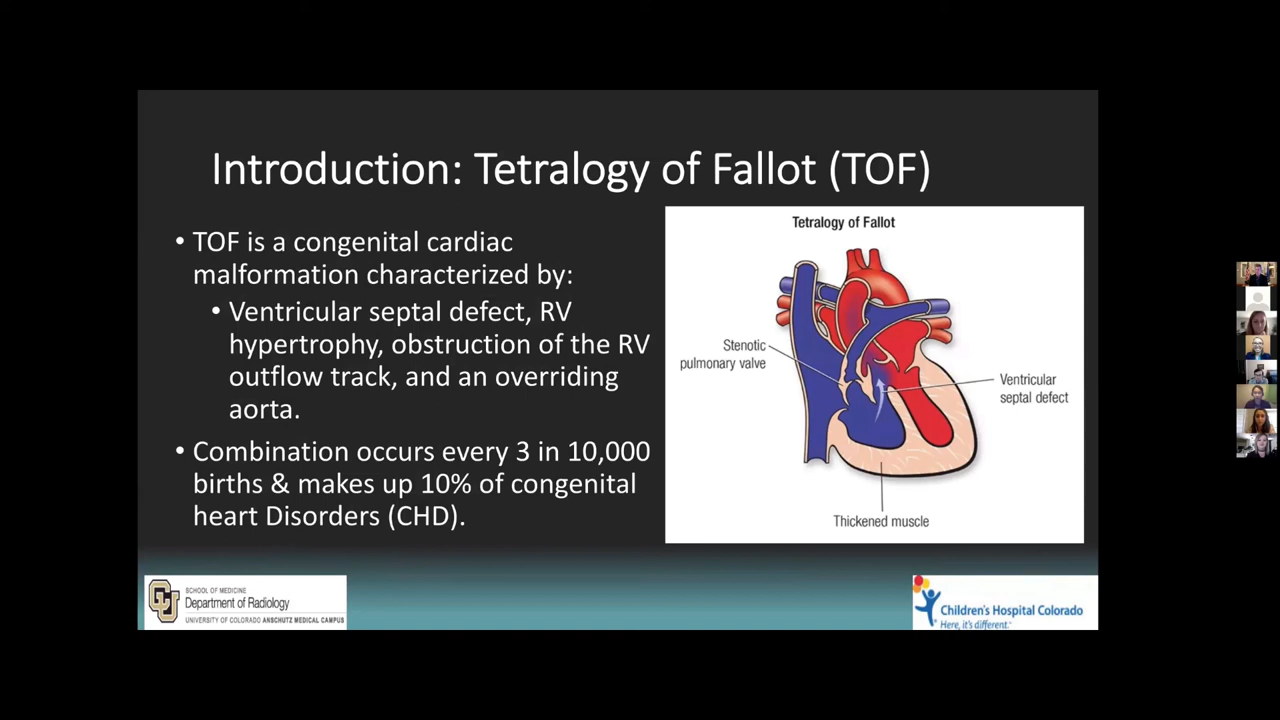 Introduction: Tetralogy of Fallot (TOF)
• TOF is a congenital cardiac
malformation characterized by:
• Ventricular septal defect, RV
hypertrophy, obstruction of the RV
outflow track, and an overriding
aorta.
• Combination occurs every 3 in 10,000
births & makes up 10% of congenital
heart Disorders (CHD).
Tetralogy of Fallot
Stenotic
pulmonary valve
Ventricular
septal defect
Thickened muscle
CU
SCHOOL OF MEDICINE
Department of Radiology
UNIVERSITY OF COLORADO ANSCHUTZ MEDICAL CAMPUS
Children's Hospital Colorado
Here, it's different.